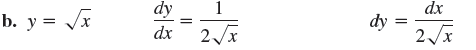 b. y = √x    dy/dx = 1/(2√x)    dy = dx/(2√x)